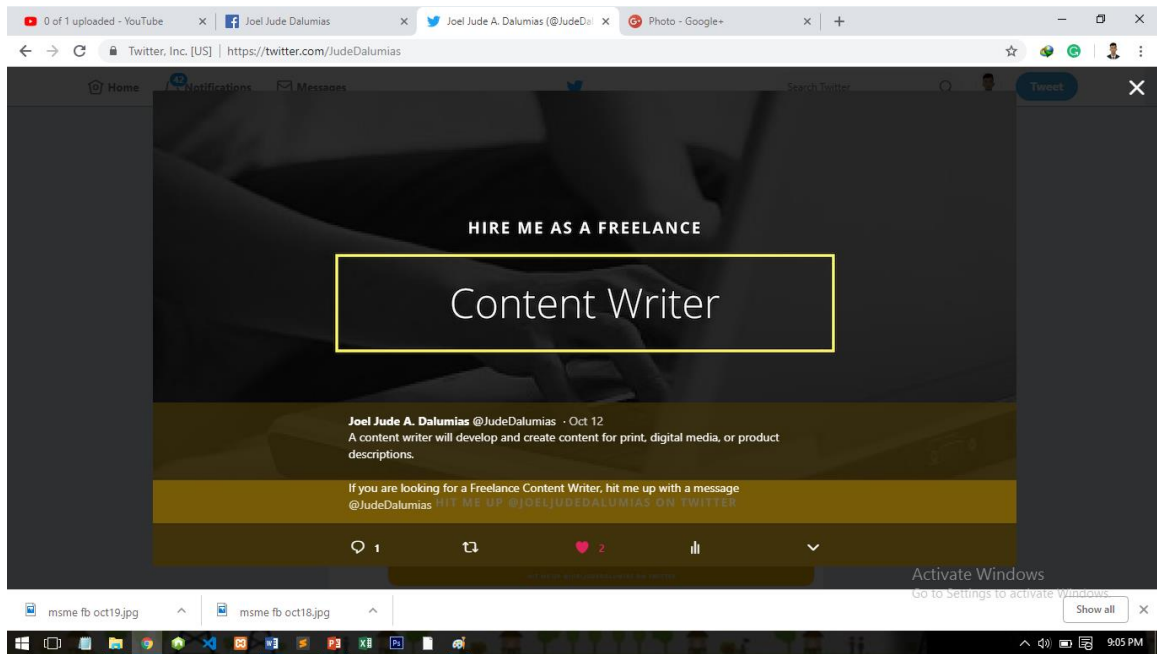 0 of 1 uploaded - YouTube
Joel Jude Dalumias
Joel Jude A. Dalumias (@JudeDal
Photo - Google+
Twitter, Inc. [US] | https://twitter.com/JudeDalumias
Home 42 Notifications Messages Search Twitter Tweet
HIRE ME AS A FREELANCE
Content Writer
Joel Jude A. Dalumias @JudeDalumias · Oct 12
A content writer will develop and create content for print, digital media, or product
descriptions.
If you are looking for a Freelance Content Writer, hit me up with a message
@JudeDalumias
HIT ME UP @JOELJUDEDALUMIAS ON TWITTER
1 2
Activate Windows
Go to Settings to activate Windows.
msme fb oct19.jpg
msme fb oct18.jpg
Show all
9:05 PM